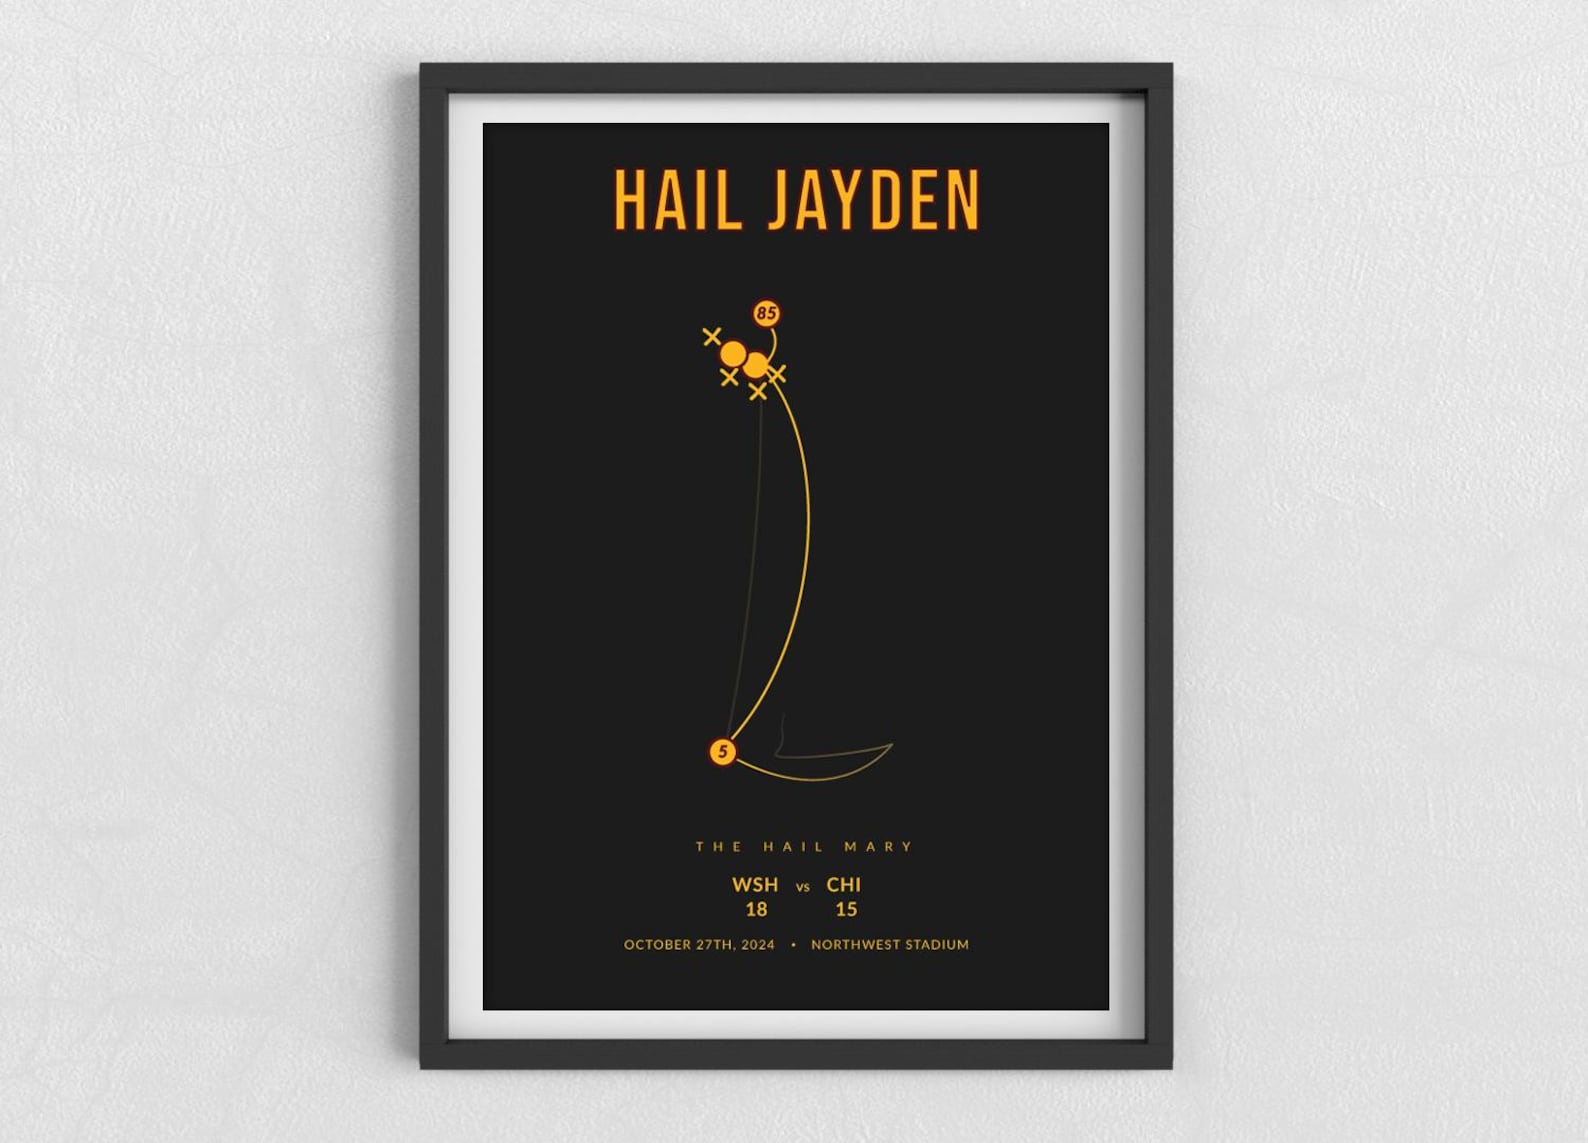 HAIL JAYDEN
85
5
THE HAIL MARY
WSH vs CHI
18 15
OCTOBER 27TH, 2024 • NORTHWEST STADIUM